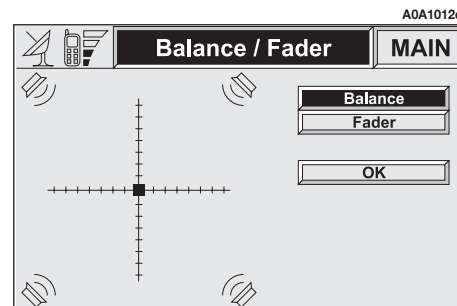 A0A1012
Balance / Fader MAIN
Balance
Fader
OK